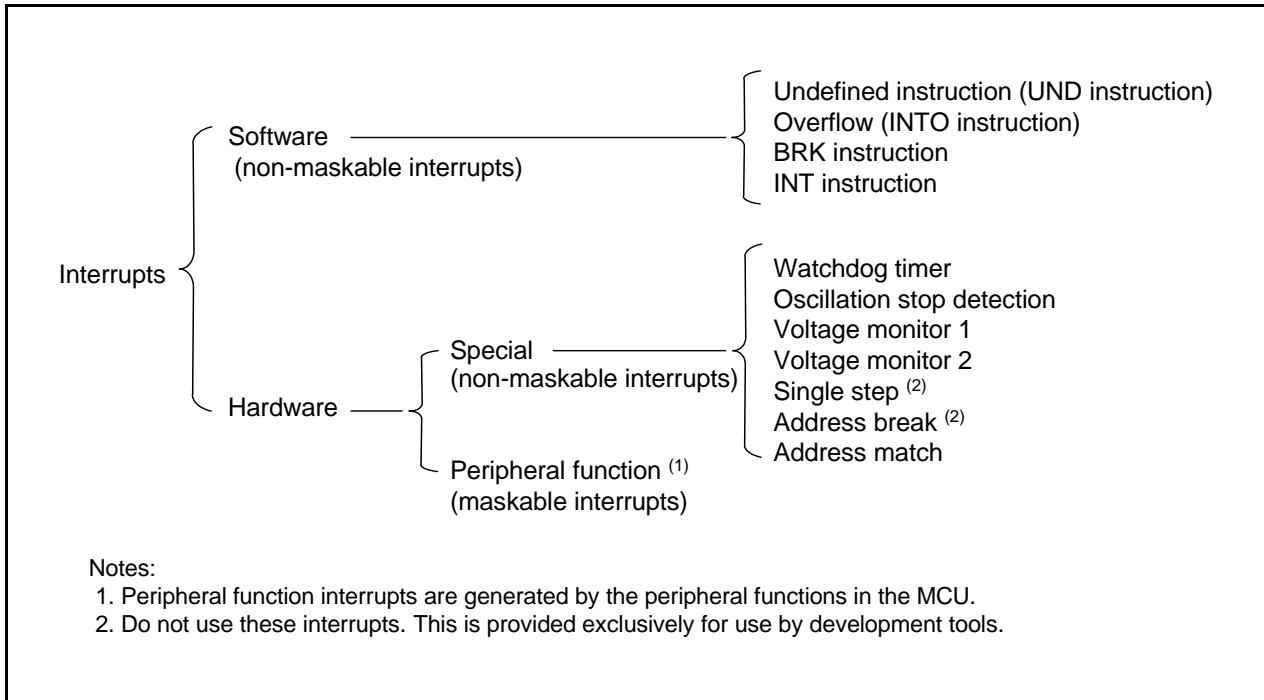 Interrupts
Software
(non-maskable interrupts)
Undefined instruction (UND instruction)
Overflow (INTO instruction)
BRK instruction
INT instruction
Hardware
Special
(non-maskable interrupts)
Watchdog timer
Oscillation stop detection
Voltage monitor 1
Voltage monitor 2
Single step (2)
Address break (2)
Address match
Peripheral function (1)
(maskable interrupts)
Notes:
1. Peripheral function interrupts are generated by the peripheral functions in the MCU.
2. Do not use these interrupts. This is provided exclusively for use by development tools.